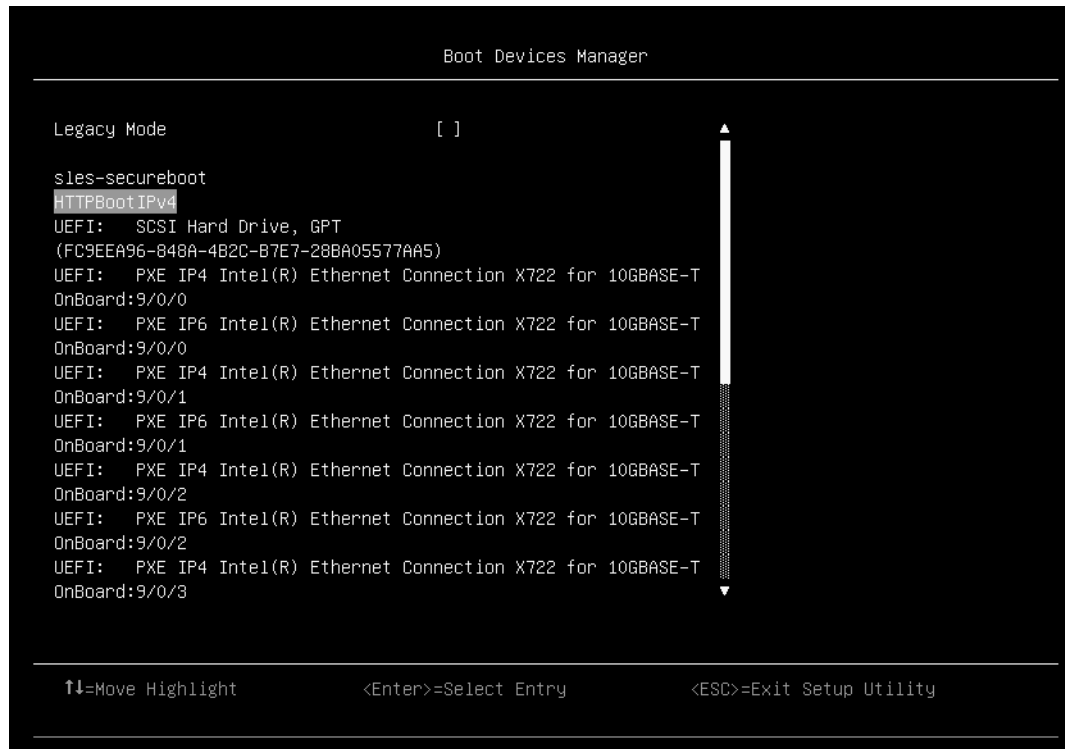 Boot Devices Manager
Legacy Mode [ ]
sles-secureboot
HTTPBootIPv4
UEFI: SCSI Hard Drive, GPT
(FC9EEA96-848A-4B2C-B7E7-28BA05577AA5)
UEFI: PXE IP4 Intel(R) Ethernet Connection X722 for 10GBASE-T
OnBoard:9/0/0
UEFI: PXE IP6 Intel(R) Ethernet Connection X722 for 10GBASE-T
OnBoard:9/0/0
UEFI: PXE IP4 Intel(R) Ethernet Connection X722 for 10GBASE-T
OnBoard:9/0/1
UEFI: PXE IP6 Intel(R) Ethernet Connection X722 for 10GBASE-T
OnBoard:9/0/1
UEFI: PXE IP4 Intel(R) Ethernet Connection X722 for 10GBASE-T
OnBoard:9/0/2
UEFI: PXE IP6 Intel(R) Ethernet Connection X722 for 10GBASE-T
OnBoard:9/0/2
UEFI: PXE IP4 Intel(R) Ethernet Connection X722 for 10GBASE-T
OnBoard:9/0/3
↑↓=Move Highlight <Enter>=Select Entry <ESC>=Exit Setup Utility